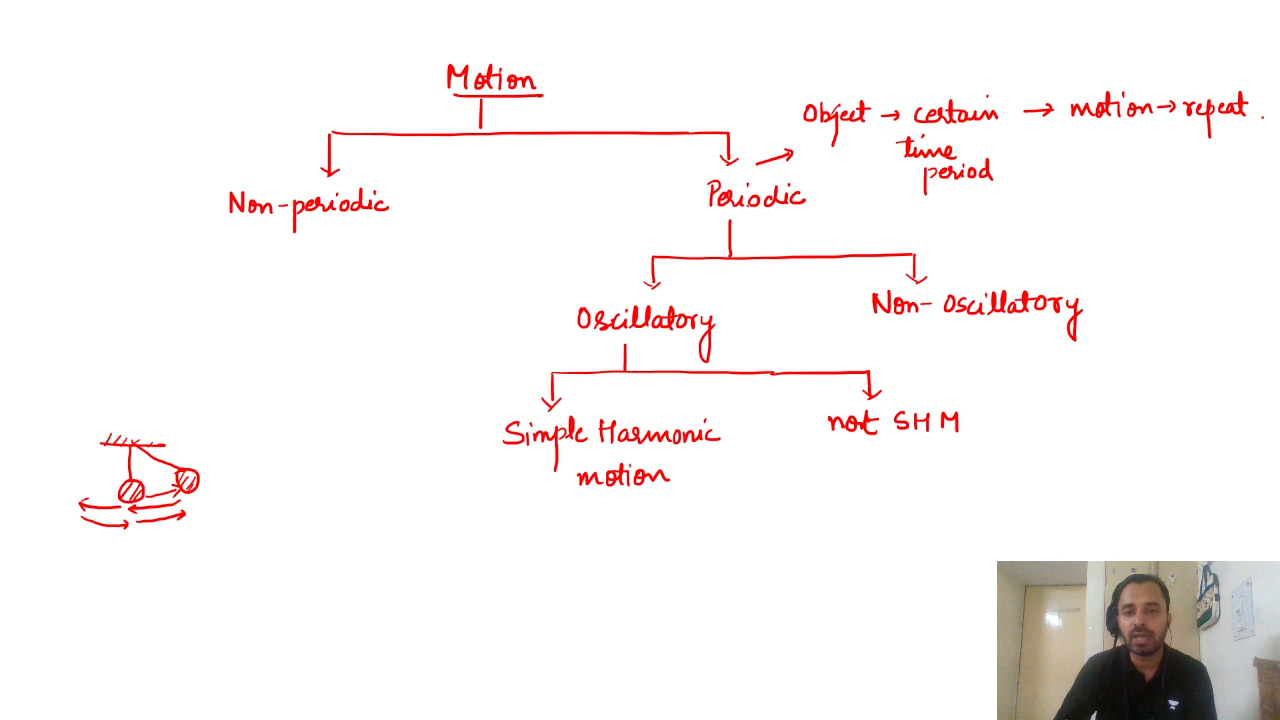 Motion
Object → certain → motion → repeat.
time
period
Non-periodic
Periodic
Oscillatory
Non-Oscillatory
Simple Harmonic
motion
not SHM